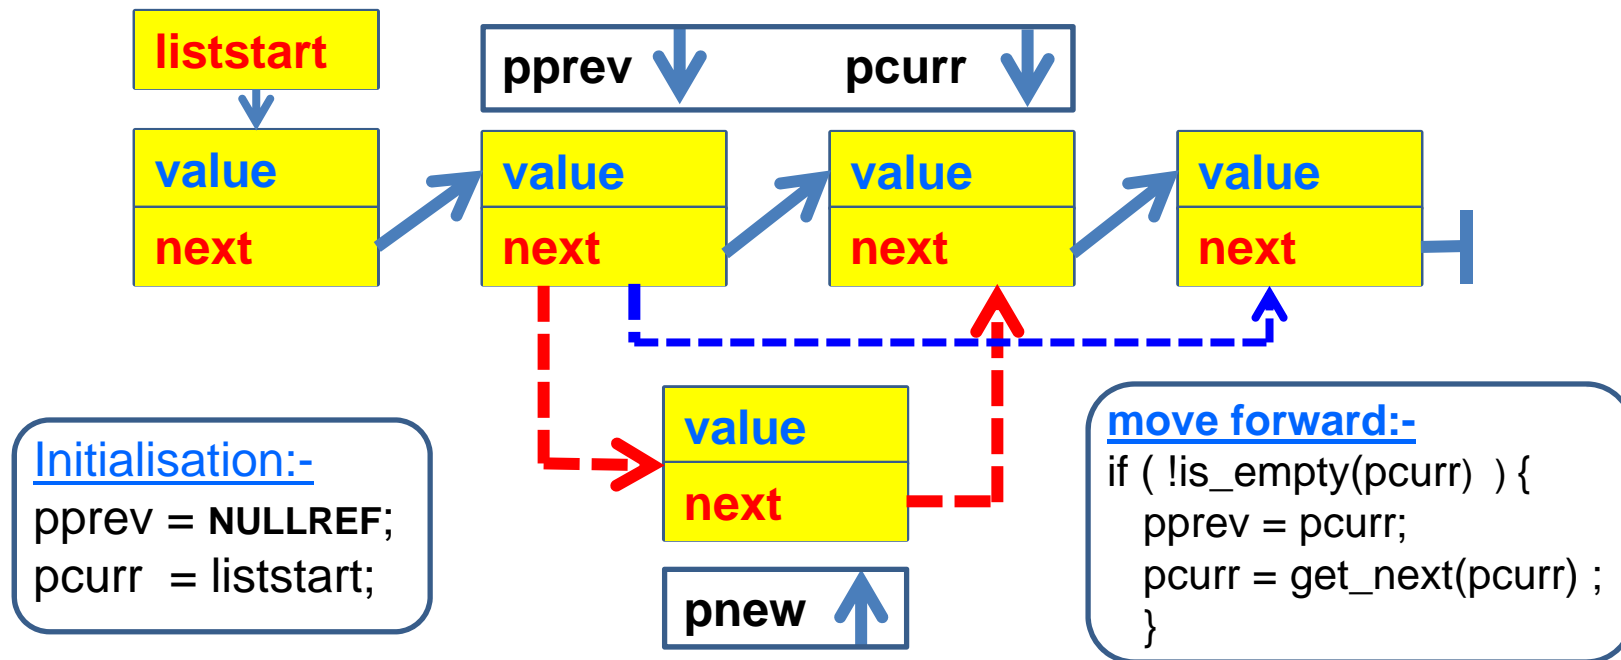 liststart
pprev pcurr
value value value value
next next next next
value
next
pnew
Initialisation:-
pprev = NULLREF;
pcurr = liststart;
move forward:-
if ( !is_empty(pcurr) ) {
pprev = pcurr;
pcurr = get_next(pcurr) ;
}